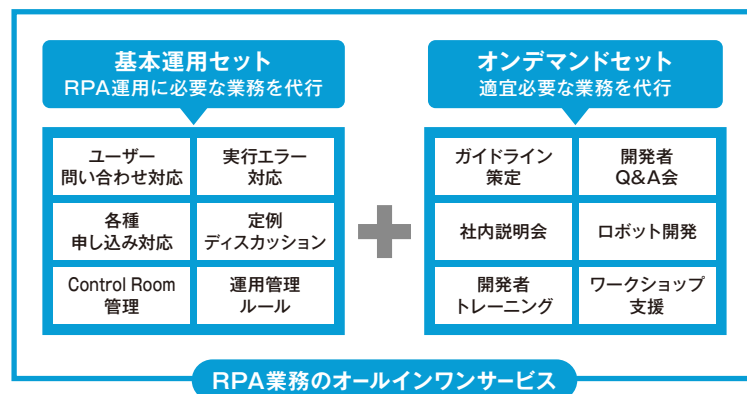 基本運用セット
RPA運用に必要な業務を代行
ユーザー
問い合わせ対応
実行エラー
対応
各種
申し込み対応
定例
ディスカッション
Control Room
管理
運用管理
ルール
オンデマンドセット
適宜必要な業務を代行
ガイドライン
策定
開発者
Q&A会
社内説明会
ロボット開発
開発者
トレーニング
ワークショップ
支援
RPA業務のオールインワンサービス